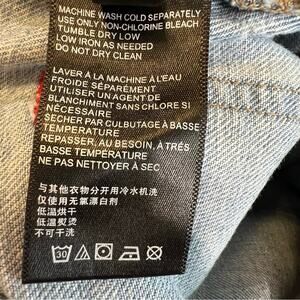 MACHINE WASH COLD SEPARATELY
USE ONLY NON-CHLORINE BLEACH
TUMBLE DRY LOW
LOW IRON AS NEEDED
DO NOT DRY CLEAN
LAVER À LA MACHINE À L'EAU
FROIDE SÉPARÉMENT
UTILISER UN AGENT DE
BLANCHIMENT SANS CHLORE SI
NÉCESSAIRE
SÉCHER PAR CULBUTAGE À BASSE
TEMPÉRATURE
REPASSER, AU BESOIN, À TRÉS
BASSE TEMPÉRATURE
NE PAS NETTOYER À SEC
与其他衣物分开用冷水机洗
仅使用无氯漂白剂
低温烘干
低温熨烫
不可干洗
30